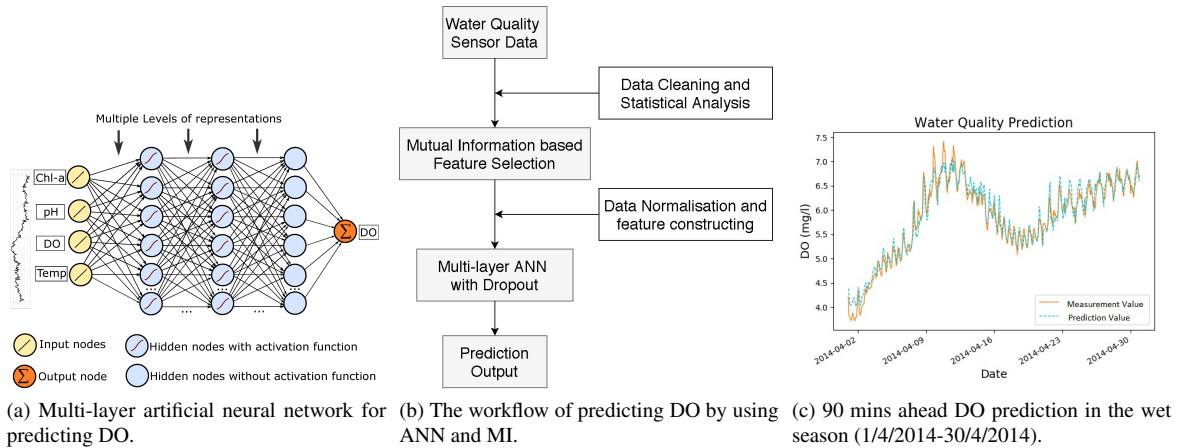 Multiple Levels of representations
Chl-a
pH
DO
Temp
...
...
...
...
...
Σ
DO
Input nodes
Hidden nodes with activation function
Σ
Output node
Hidden nodes without activation function
(a) Multi-layer artificial neural network for
predicting DO.
Water Quality
Sensor Data
Data Cleaning and
Statistical Analysis
Mutual Information based
Feature Selection
Data Normalisation and
feature constructing
Multi-layer ANN
with Dropout
Prediction
Output
(b) The workflow of predicting DO by using
ANN and MI.
Water Quality Prediction
7.5
7.0
6.5
6.0
5.5
5.0
4.5
4.0
DO (mg/l)
Measurement Value
Prediction Value
2014-04-02
2014-04-09
2014-04-16
2014-04-23
2014-04-30
Date
(c) 90 mins ahead DO prediction in the wet
season (1/4/2014-30/4/2014).